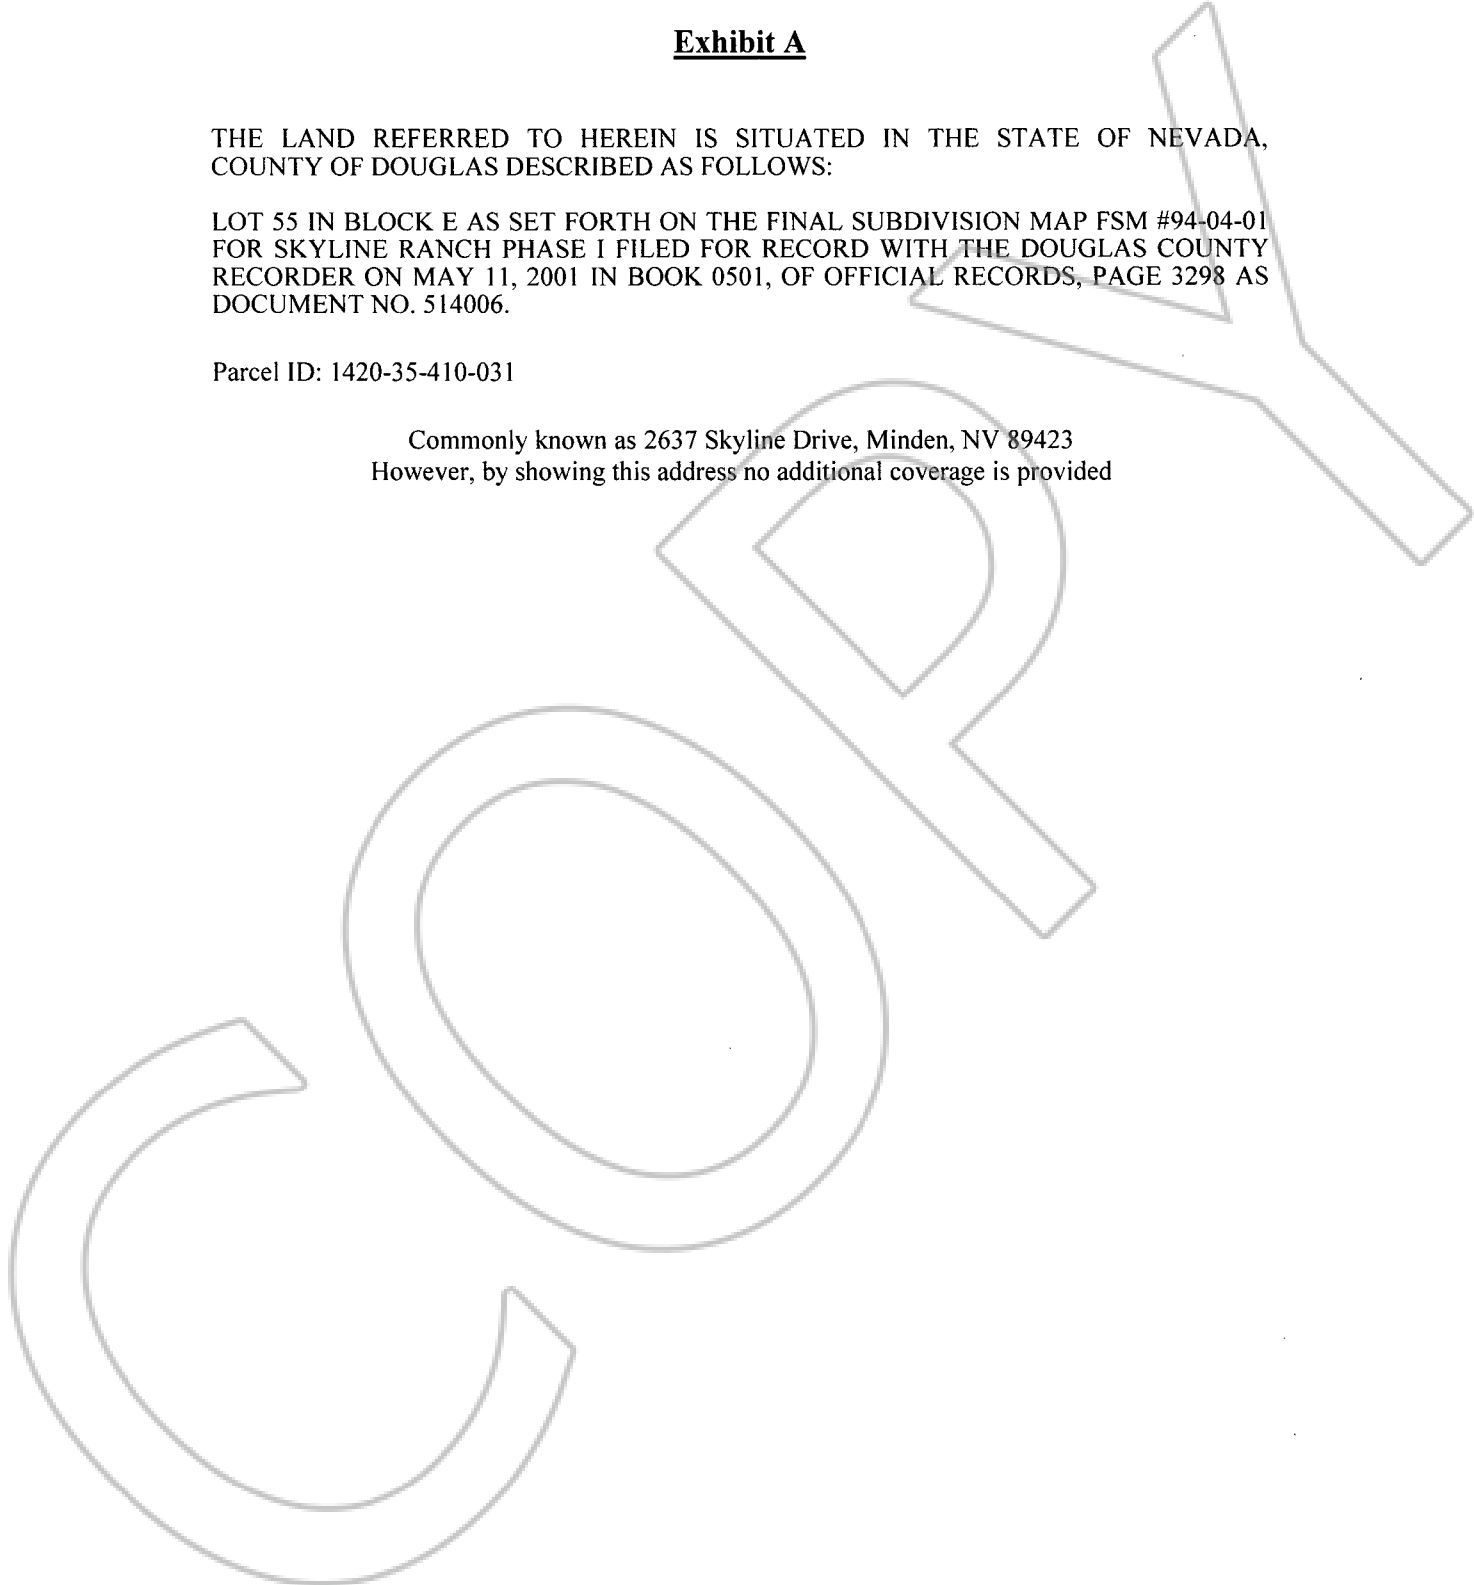 Exhibit A
THE LAND REFERRED TO HEREIN IS SITUATED IN THE STATE OF NEVADA,
COUNTY OF DOUGLAS DESCRIBED AS FOLLOWS:
LOT 55 IN BLOCK E AS SET FORTH ON THE FINAL SUBDIVISION MAP FSM #94-04-01
FOR SKYLINE RANCH PHASE I FILED FOR RECORD WITH THE DOUGLAS COUNTY
RECORDER ON MAY 11, 2001 IN BOOK 0501, OF OFFICIAL RECORDS, PAGE 3298 AS
DOCUMENT NO. 514006.
Parcel ID: 1420-35-410-031
Commonly known as 2637 Skyline Drive, Minden, NV 89423
However, by showing this address no additional coverage is provided
COPY